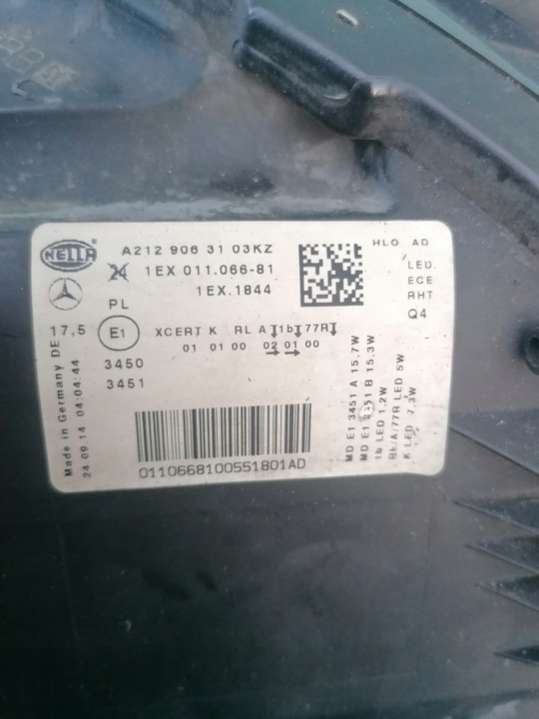 HELLA
A212 906 31 03KZ
1EX 011.066-81
1EX.1844
PL
17,5
E1
XCERT K RL A 1b 77R
01 01 00 02 01 00
3450
3451
HLO AD
LED.
ECE
RHT
Q4
Made in Germany DE
24 09 14 04:04:44
MD E1 3451 A 15.7W
MD E1 3451 B 15.3W
1b LED 1.2W
LED 5W
K LED 7.3W
0110668100551801AD